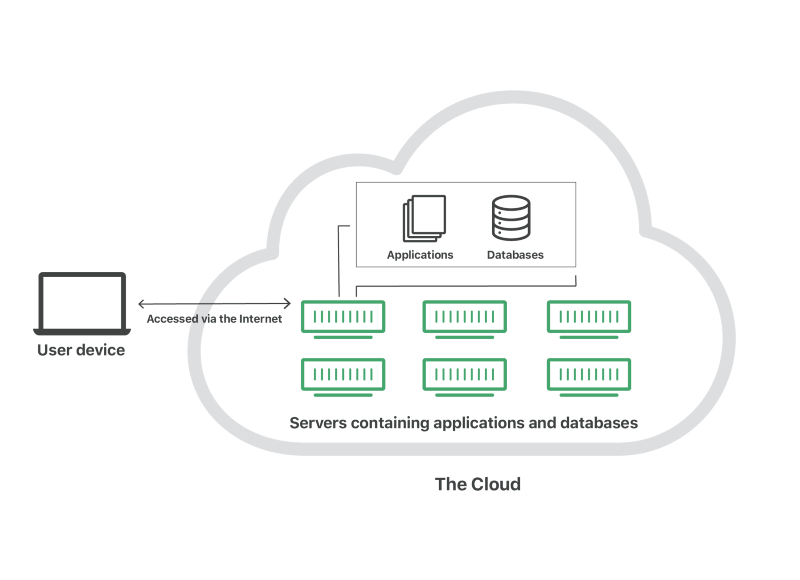 Applications
Databases
Accessed via the Internet
User device
Servers containing applications and databases
The Cloud